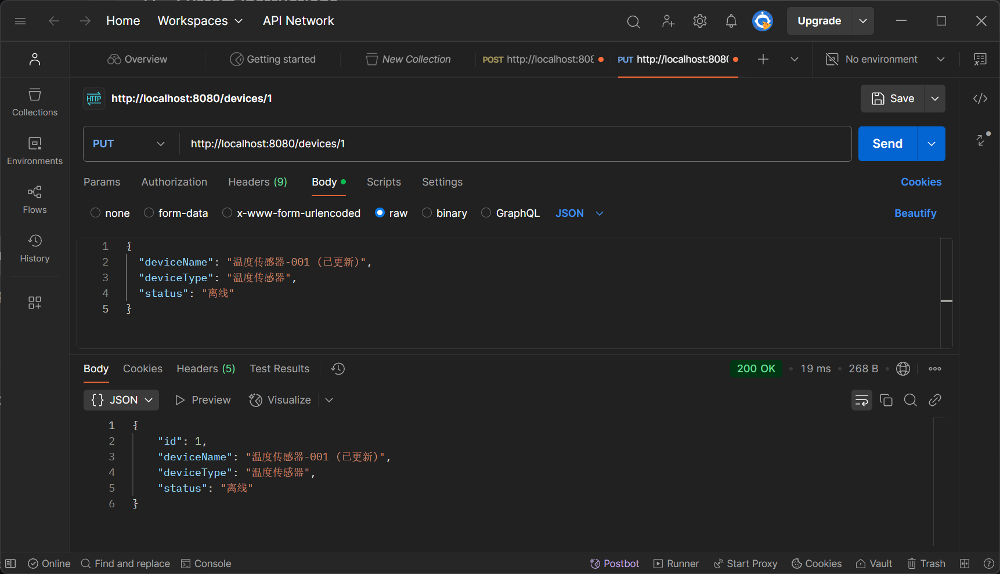 Home Workspaces API Network Upgrade
Overview Getting started New Collection POST http://localhost:808 PUT http://localhost:8080 No environment
HTTP http://localhost:8080/devices/1 Save
Collections
Environments
Flows
History
PUT http://localhost:8080/devices/1 Send
Params Authorization Headers (9) Body Scripts Settings Cookies
none form-data x-www-form-urlencoded raw binary GraphQL JSON Beautify
1 {
2 "deviceName": "温度传感器-001 (已更新)",
3 "deviceType": "温度传感器",
4 "status": "离线"
5 }
Body Cookies Headers (5) Test Results 200 OK • 19 ms • 268 B •
{} JSON Preview Visualize
1 {
2 "id": 1,
3 "deviceName": "温度传感器-001 (已更新)",
4 "deviceType": "温度传感器",
5 "status": "离线"
6 }
Online Find and replace Console Postbot Runner Start Proxy Cookies Vault Trash